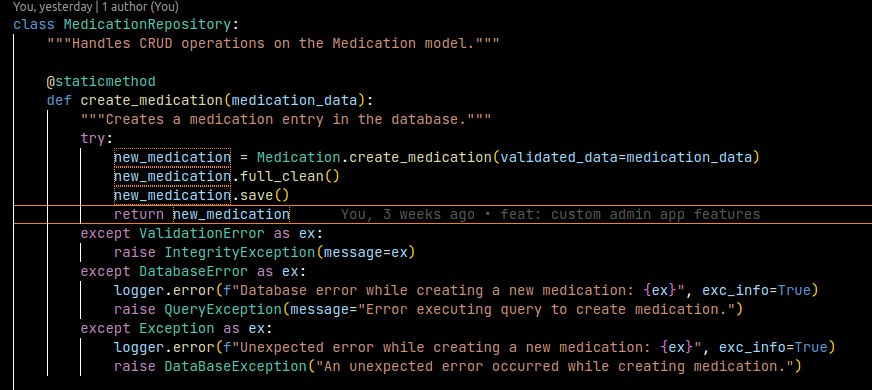 You, yesterday | 1 author (You)
class MedicationRepository:
    """Handles CRUD operations on the Medication model."""
    @staticmethod
    def create_medication(medication_data):
        """Creates a medication entry in the database."""
        try:
            new_medication = Medication.create_medication(validated_data=medication_data)
            new_medication.full_clean()
            new_medication.save()
            return new_medication You, 3 weeks ago • feat: custom admin app features
        except ValidationError as ex:
            raise IntegrityException(message=ex)
        except DatabaseError as ex:
            logger.error(f"Database error while creating a new medication: {ex}", exc_info=True)
            raise QueryException(message="Error executing query to create medication.")
        except Exception as ex:
            logger.error(f"Unexpected error while creating a new medication: {ex}", exc_info=True)
            raise DataBaseException("An unexpected error occurred while creating medication.")